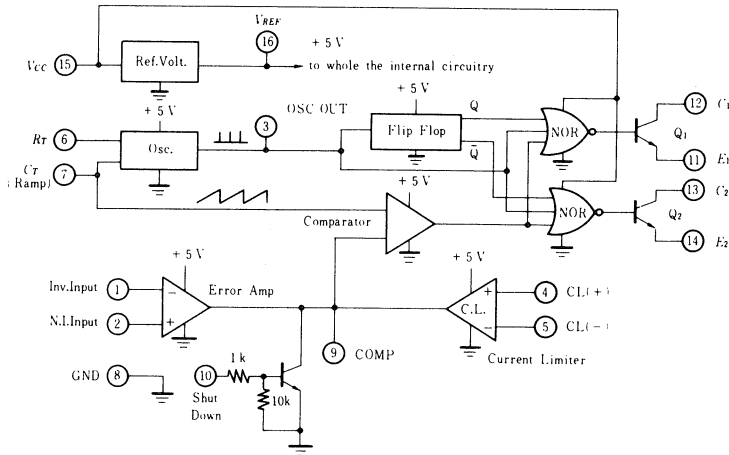 VREF
16
+ 5 V
Vcc 15
Ref.Volt.
to whole the internal circuitry
+ 5 V
+ 5 V
OSC OUT
Q
12 C1
RT 6
3
Flip Flop
NOR
Q1
Osc.
Q̄
11 E1
CT 7
(Ramp)
+ 5 V
13 C2
Comparator
NOR
Q2
14 E2
+ 5 V
+ 5 V
Inv.Input 1
−
Error Amp
+
4 CL(+)
C.L.
N.I.Input 2
+
−
5 CL(−)
9 COMP
Current Limiter
1 k
GND 8
10
10k
Shut
Down